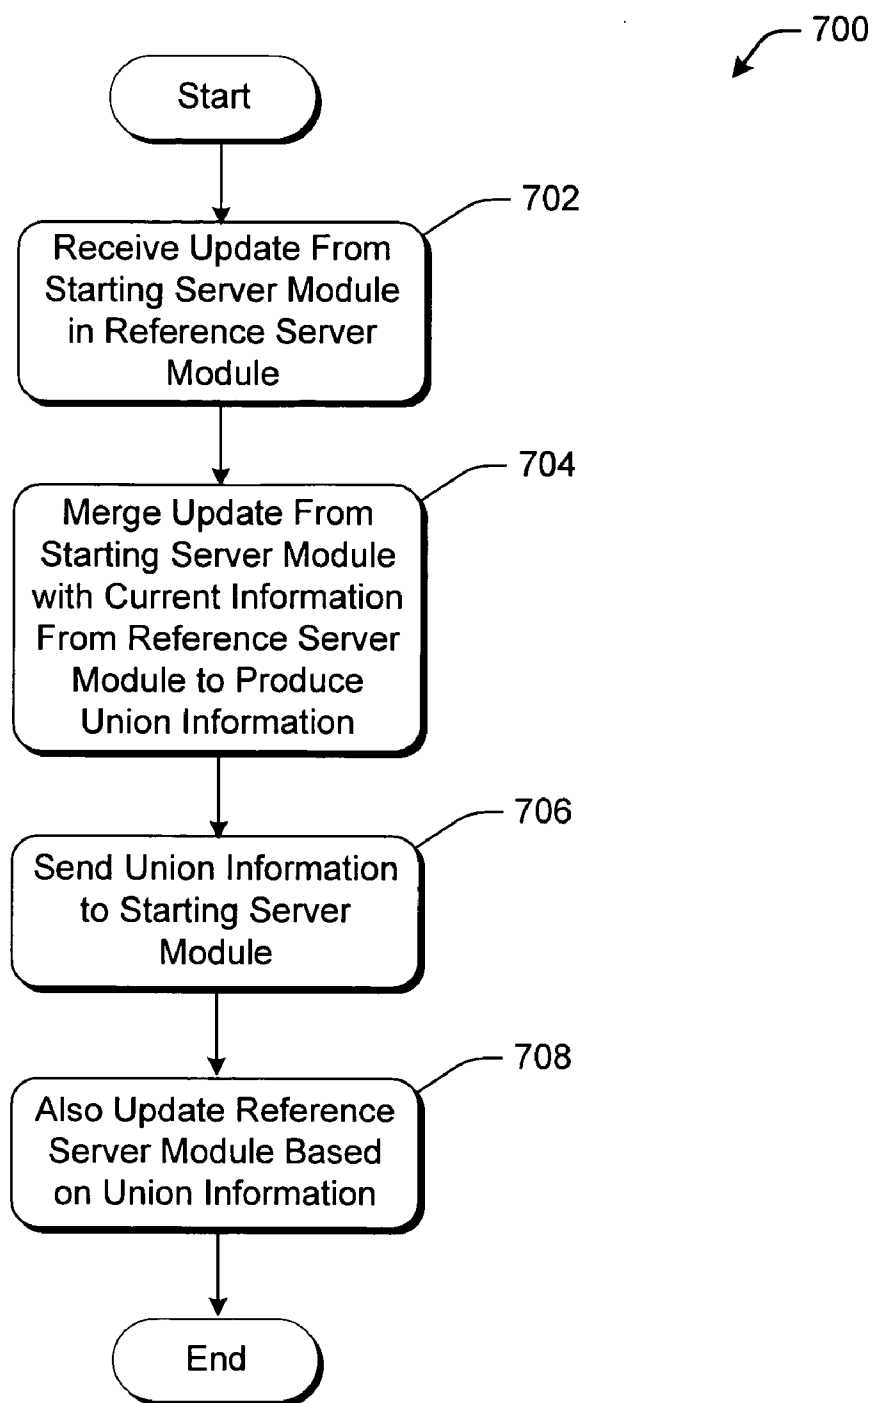 700
Start
702
Receive Update From
Starting Server Module
in Reference Server
Module
704
Merge Update From
Starting Server Module
with Current Information
From Reference Server
Module to Produce
Union Information
706
Send Union Information
to Starting Server
Module
708
Also Update Reference
Server Module Based
on Union Information
End